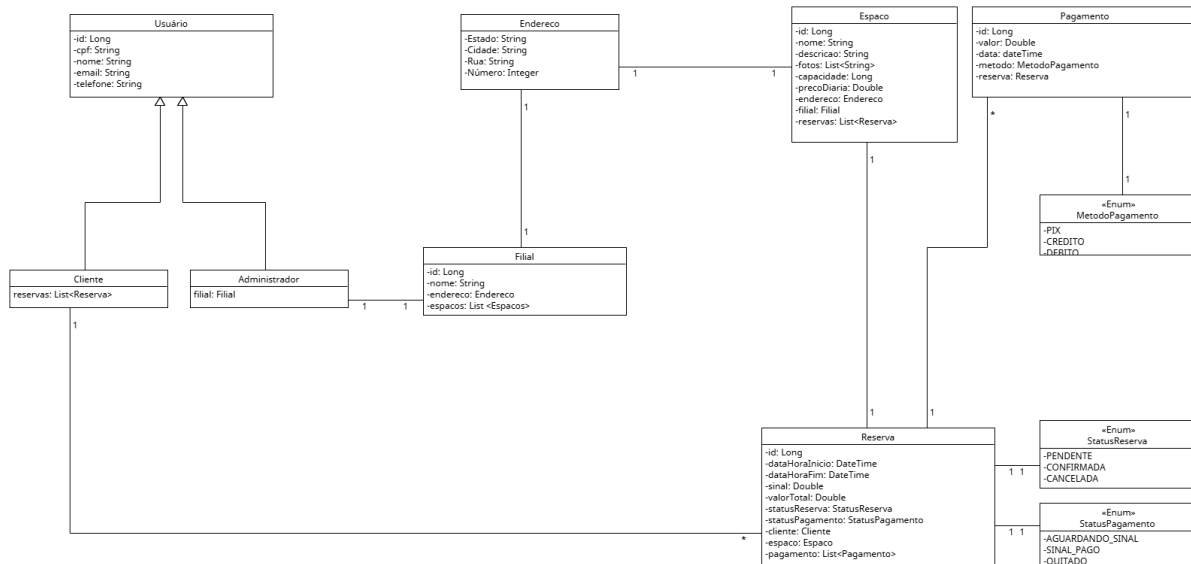 Usuário
-id: Long
-cpf: String
-nome: String
-email: String
-telefone: String
Endereco
-Estado: String
-Cidade: String
-Rua: String
-Número: Integer
Espaco
-id: Long
-nome: String
-descricao: String
-fotos: List<String>
-capacidade: Long
-precoDiaria: Double
-endereco: Endereco
-filial: Filial
-reservas: List<Reserva>
Pagamento
-id: Long
-valor: Double
-data: dateTime
-metodo: MetodoPagamento
-reserva: Reserva
1
1
1
*
1
1
1
1
«Enum»
MetodoPagamento
-PIX
-CREDITO
-DEBITO
Cliente
reservas: List<Reserva>
Administrador
filial: Filial
1
1
Filial
-id: Long
-nome: String
-endereco: Endereco
-espacos: List <Espacos>
1
1
1
Reserva
-id: Long
-dataHoraInicio: DateTime
-dataHoraFim: DateTime
-sinal: Double
-valorTotal: Double
-statusReserva: StatusReserva
-statusPagamento: StatusPagamento
-cliente: Cliente
-espaco: Espaco
-pagamento: List<Pagamento>
*
1 1
«Enum»
StatusReserva
-PENDENTE
-CONFIRMADA
-CANCELADA
1 1
«Enum»
StatusPagamento
-AGUARDANDO_SINAL
-SINAL_PAGO
-QUITADO